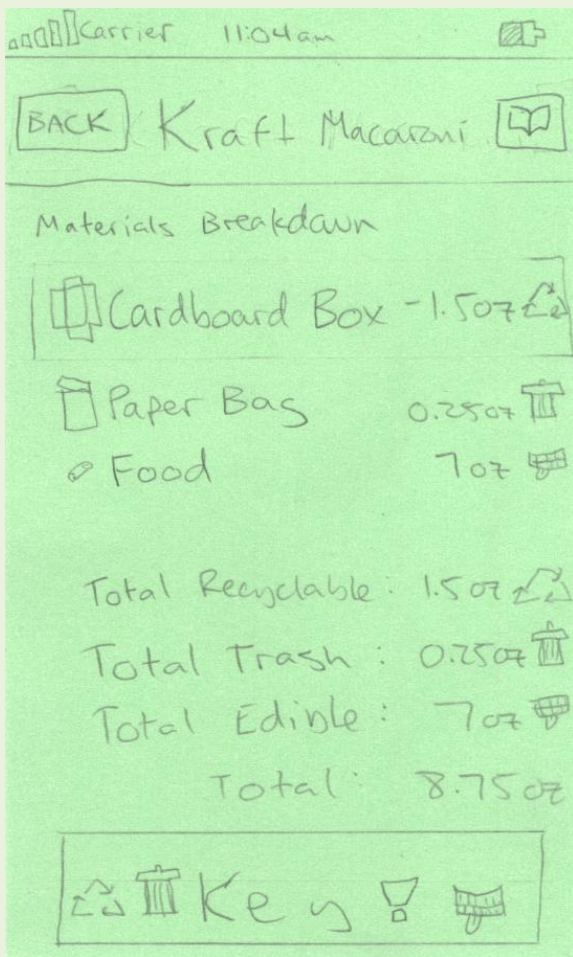 Carrier 11:04am
BACK Kraft Macaroni
Materials Breakdown
Cardboard Box - 1.5oz
Paper Bag 0.25oz
Food 7oz
Total Recyclable: 1.5oz
Total Trash: 0.25oz
Total Edible: 7oz
Total: 8.75oz
Key